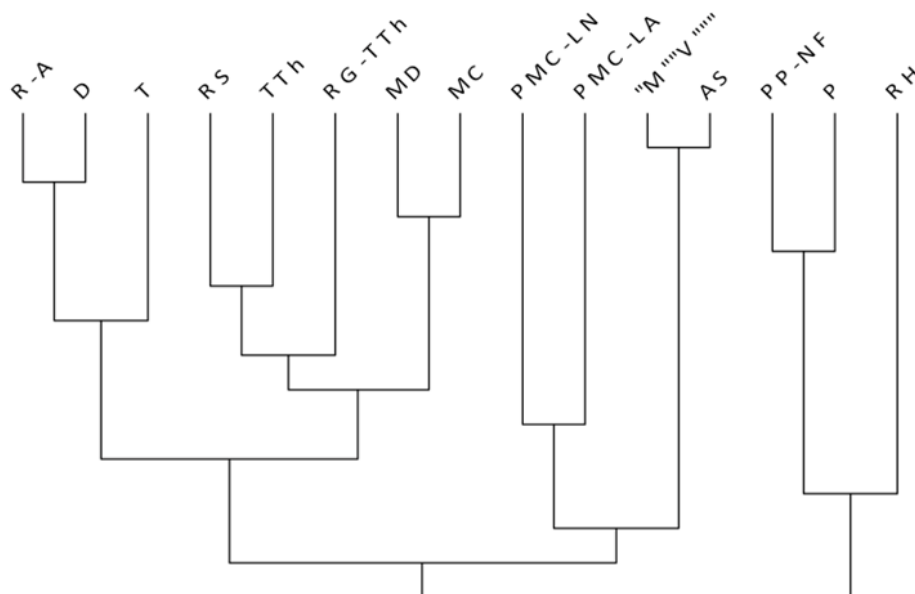 R-A
D
T
RS
TTh
RG-TTh
MD
MC
PMC-LN
PMC-LA
"M""V"""
AS
PP-NF
P
RH